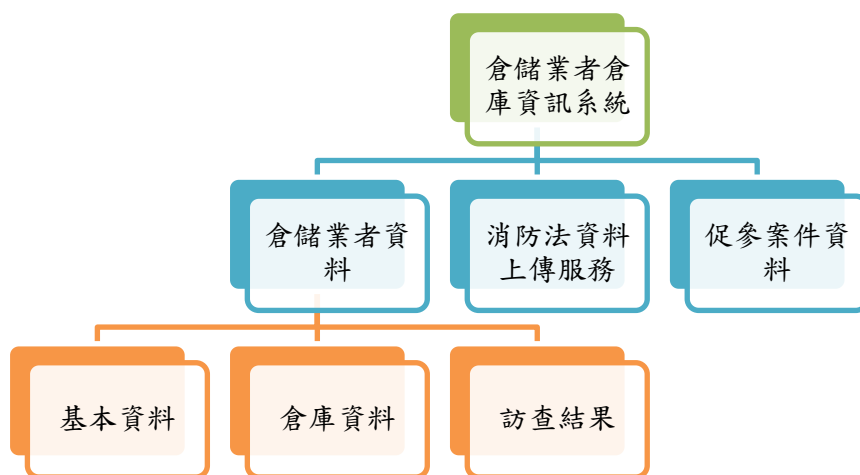 倉儲業者倉
庫資訊系統
倉儲業者資
料
消防法資料
上傳服務
促參案件資
料
基本資料
倉庫資料
訪查結果